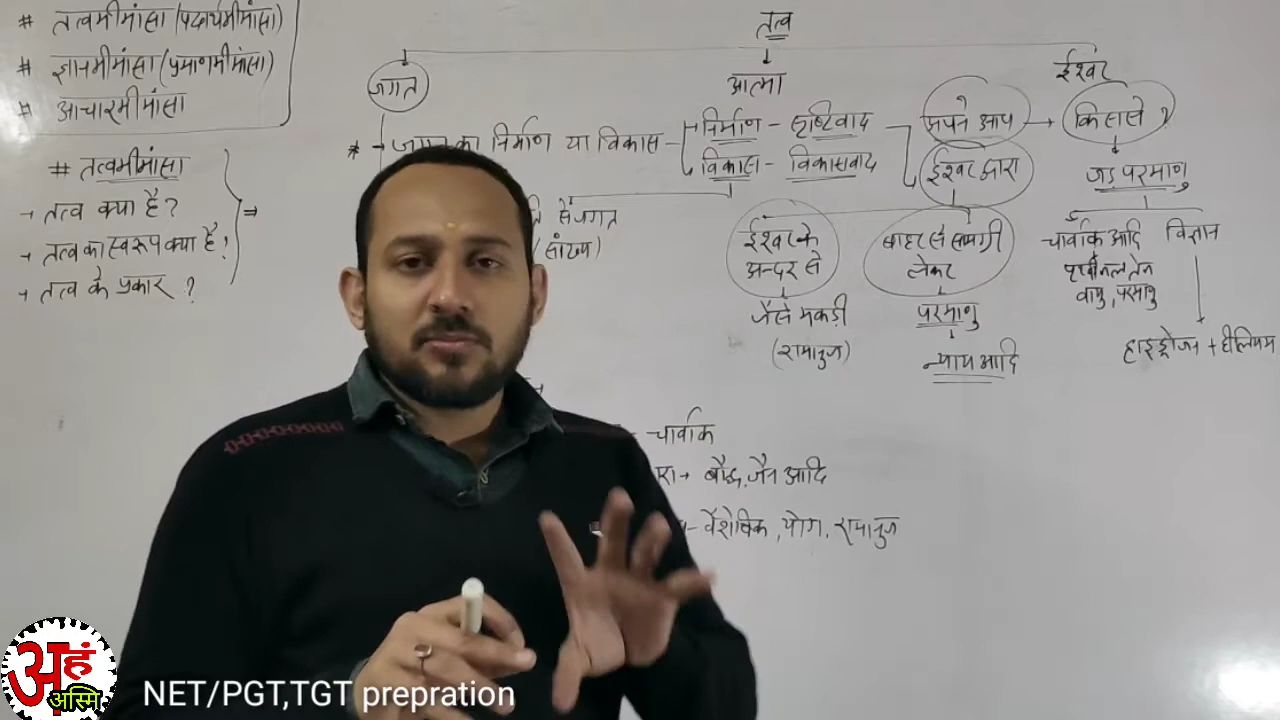 # तत्वमीमांसा (पदार्थमीमांसा)
# ज्ञानमीमांसा (प्रमाणमीमांसा)
# आचारमीमांसा
# तत्वमीमांसा
→ तत्व क्या है?
→ तत्व का स्वरूप क्या है?
→ तत्व के प्रकार ?
तत्व
जगत
आत्मा
ईश्वर
* → जगत का निर्माण या विकास
निर्माण - सृष्टिवाद
विकास - विकासवाद
अपने आप → किससे ?
ईश्वर द्वारा
जड़ परमाणु
से जगत
(सांख्य)
ईश्वर के
अन्दर से
जैसे मकड़ी
(रामानुज)
बाहर से सामग्री
लेकर
परमाणु
न्याय आदि
चार्वाक आदि
पृथ्वी जल तेज
वायु, परमाणु
विज्ञान
हाइड्रोजन + हीलियम
- चार्वाक
→ बौद्ध, जैन आदि
- वैशेषिक, योग, रामानुज
अहं
अस्मि
NET/PGT,TGT prepration